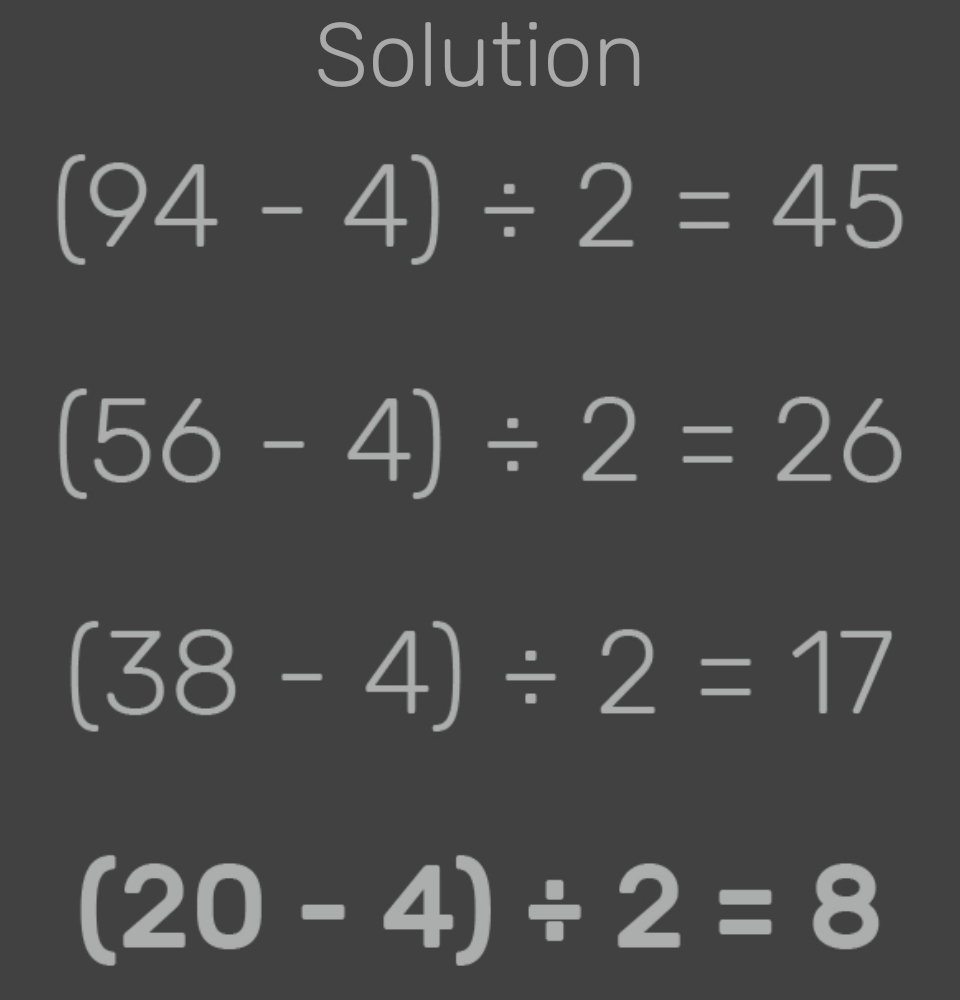 Solution
(94 - 4) ÷ 2 = 45
(56 - 4) ÷ 2 = 26
(38 - 4) ÷ 2 = 17
(20 - 4) ÷ 2 = 8